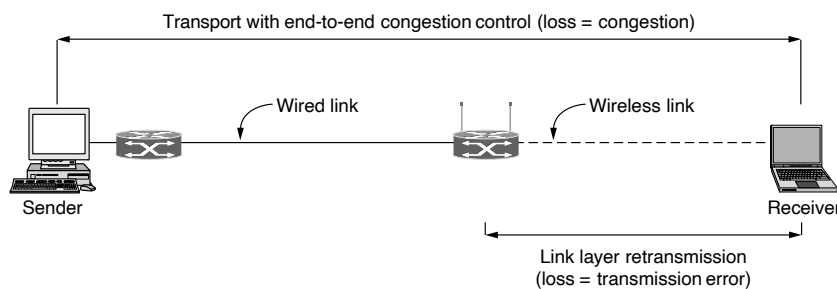 Transport with end-to-end congestion control (loss = congestion)
Wired link
Wireless link
Sender
Receiver
Link layer retransmission
(loss = transmission error)